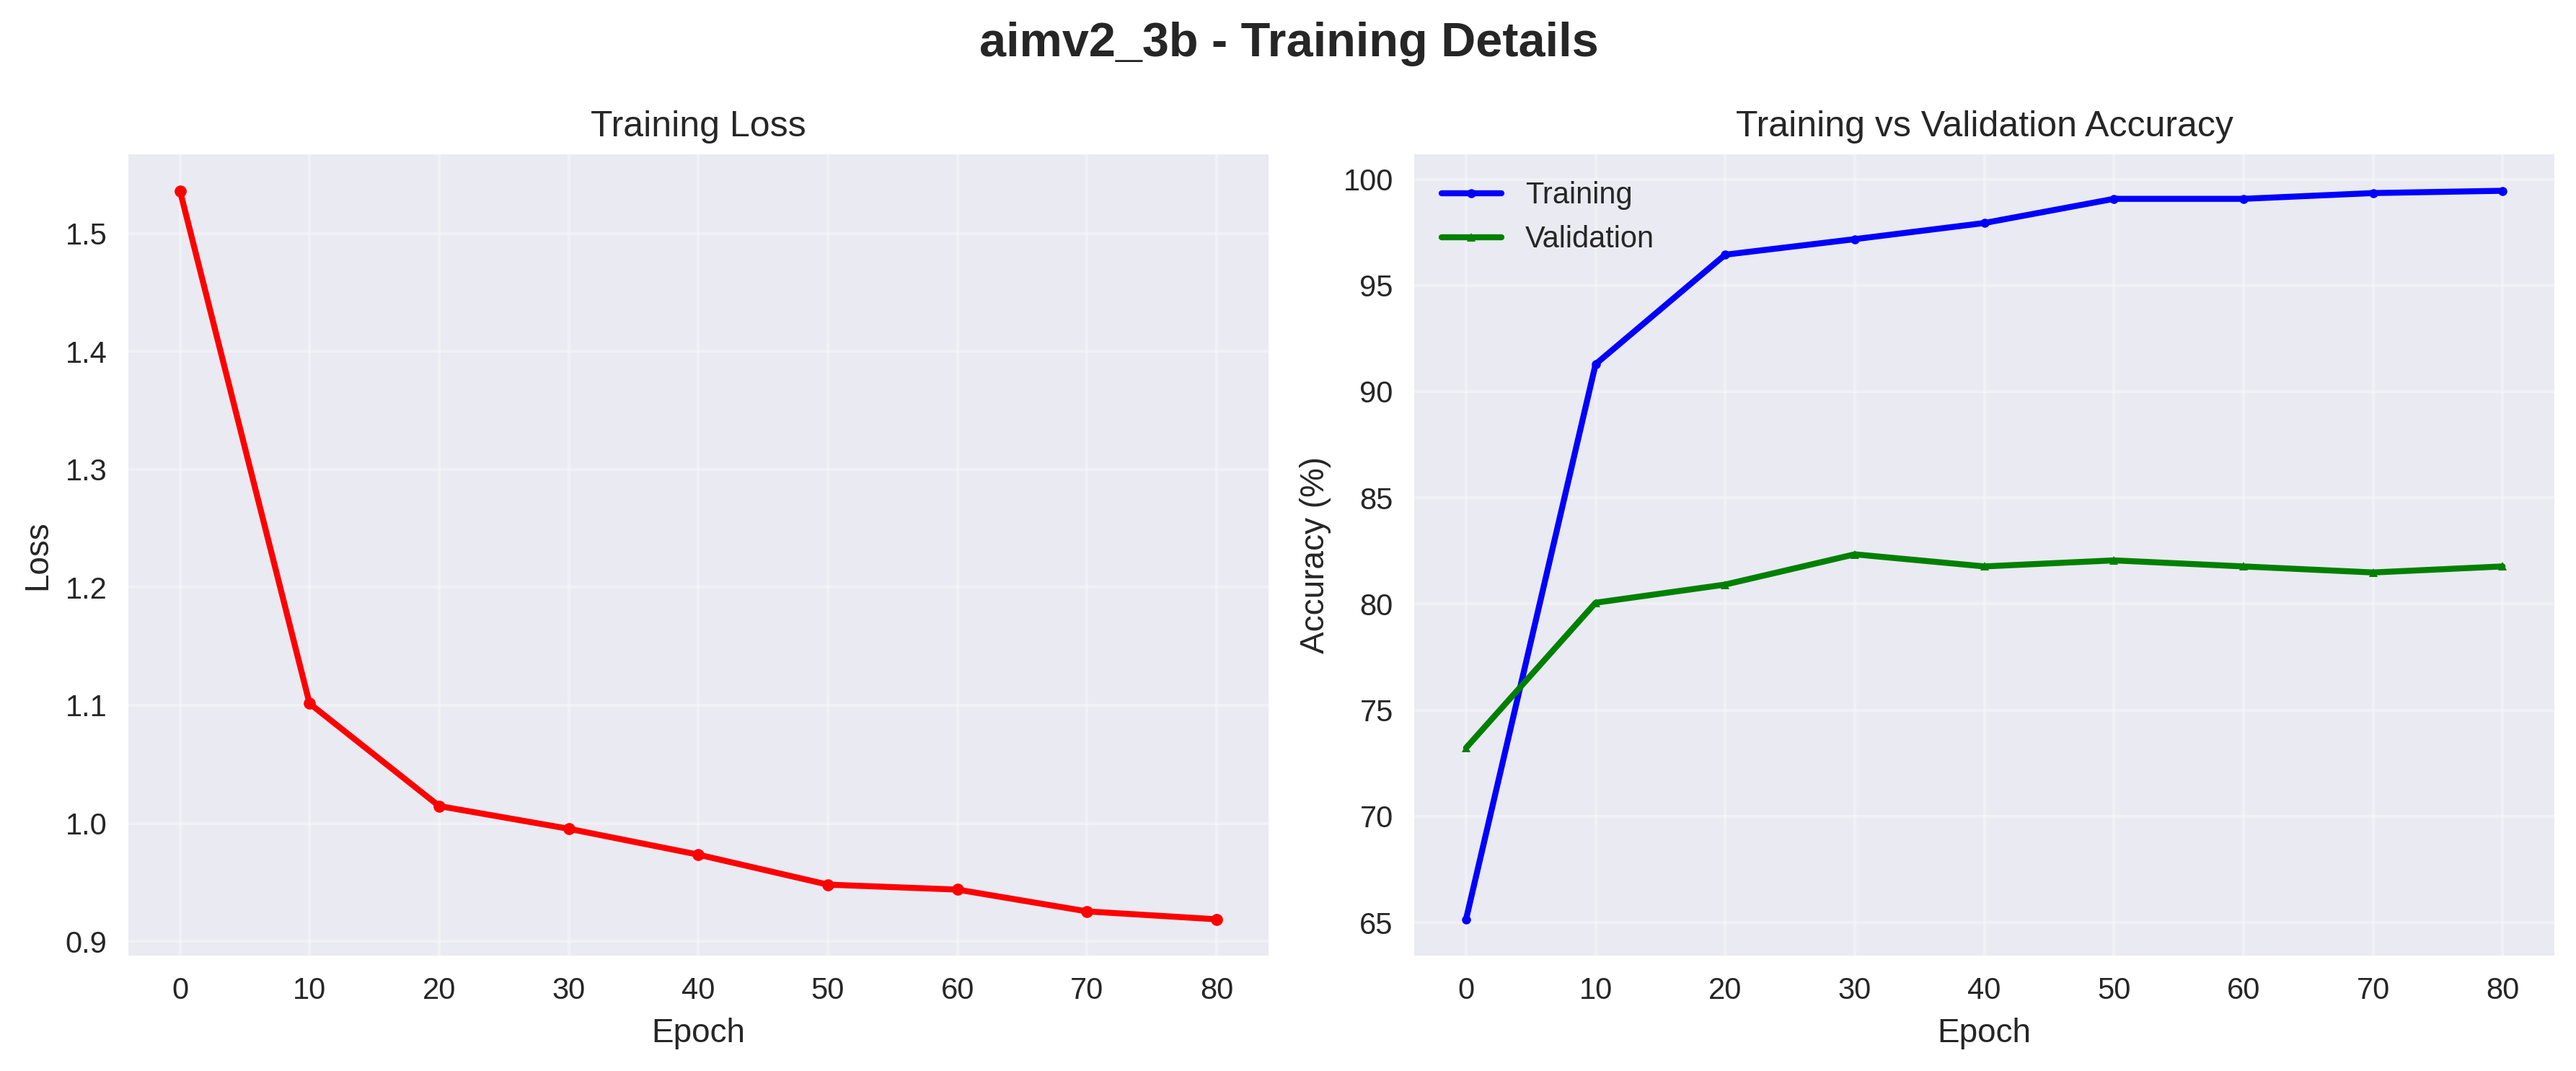 aimv2_3b - Training Details
Training Loss
1.5
1.4
1.3
1.2
1.1
1.0
0.9
Loss
0 10 20 30 40 50 60 70 80
Epoch
Training vs Validation Accuracy
Training
Validation
100
95
90
85
80
75
70
65
Accuracy (%)
0 10 20 30 40 50 60 70 80
Epoch